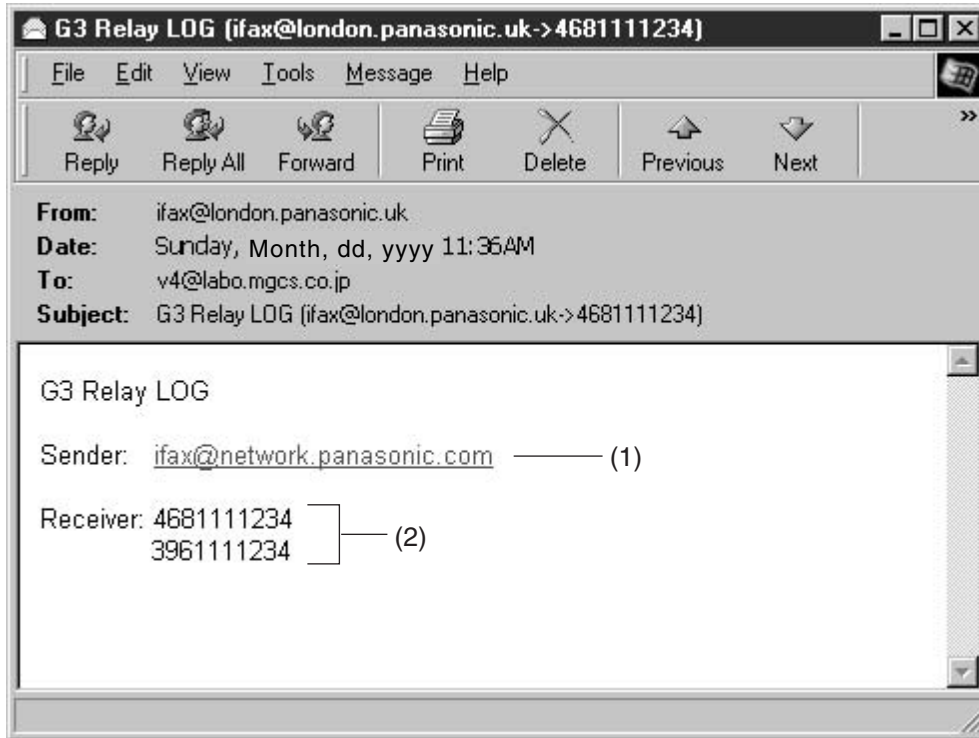 G3 Relay LOG (ifax@london.panasonic.uk->4681111234)
File Edit View Tools Message Help
Reply Reply All Forward Print Delete Previous Next »
From: ifax@london.panasonic.uk
Date: Sunday, Month, dd, yyyy 11:36AM
To: v4@labo.mgcs.co.jp
Subject: G3 Relay LOG (ifax@london.panasonic.uk->4681111234)
G3 Relay LOG
Sender: ifax@network.panasonic.com (1)
Receiver: 4681111234
3961111234 (2)